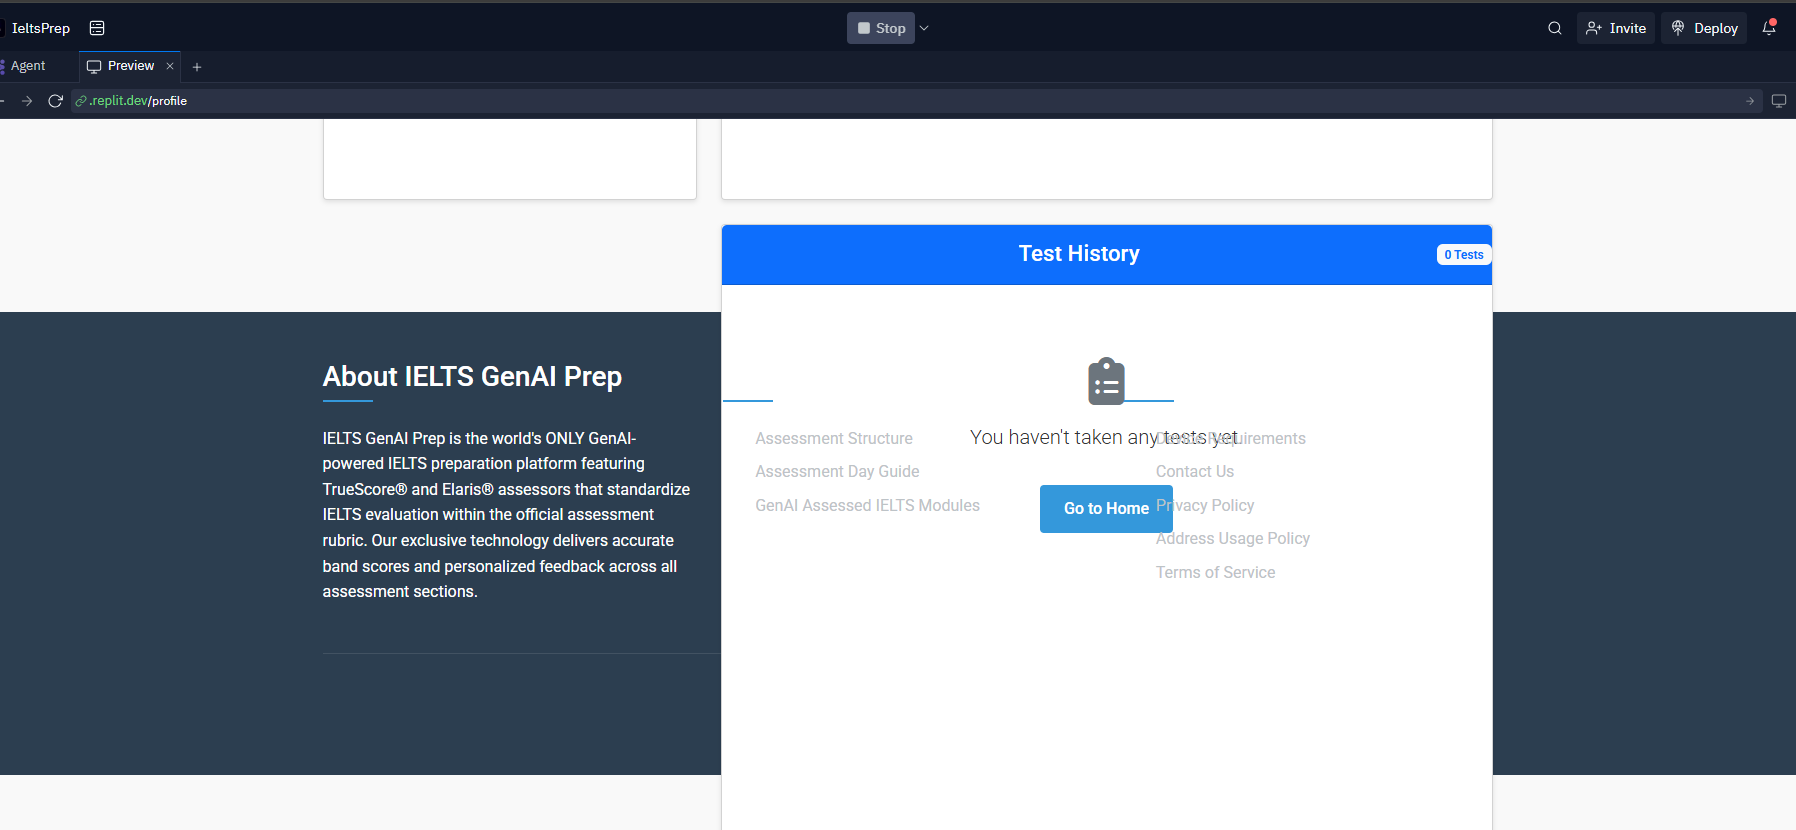 IeltsPrep
Stop
Invite
Deploy
Agent
Preview
.replit.dev/profile
Test History
0 Tests
About IELTS GenAI Prep
IELTS GenAI Prep is the world's ONLY GenAI-
powered IELTS preparation platform featuring
TrueScore® and Elaris® assessors that standardize
IELTS evaluation within the official assessment
rubric. Our exclusive technology delivers accurate
band scores and personalized feedback across all
assessment sections.
You haven't taken any tests yet
Go to Home
Assessment Structure
Assessment Day Guide
GenAI Assessed IELTS Modules
Device Requirements
Contact Us
Privacy Policy
Address Usage Policy
Terms of Service